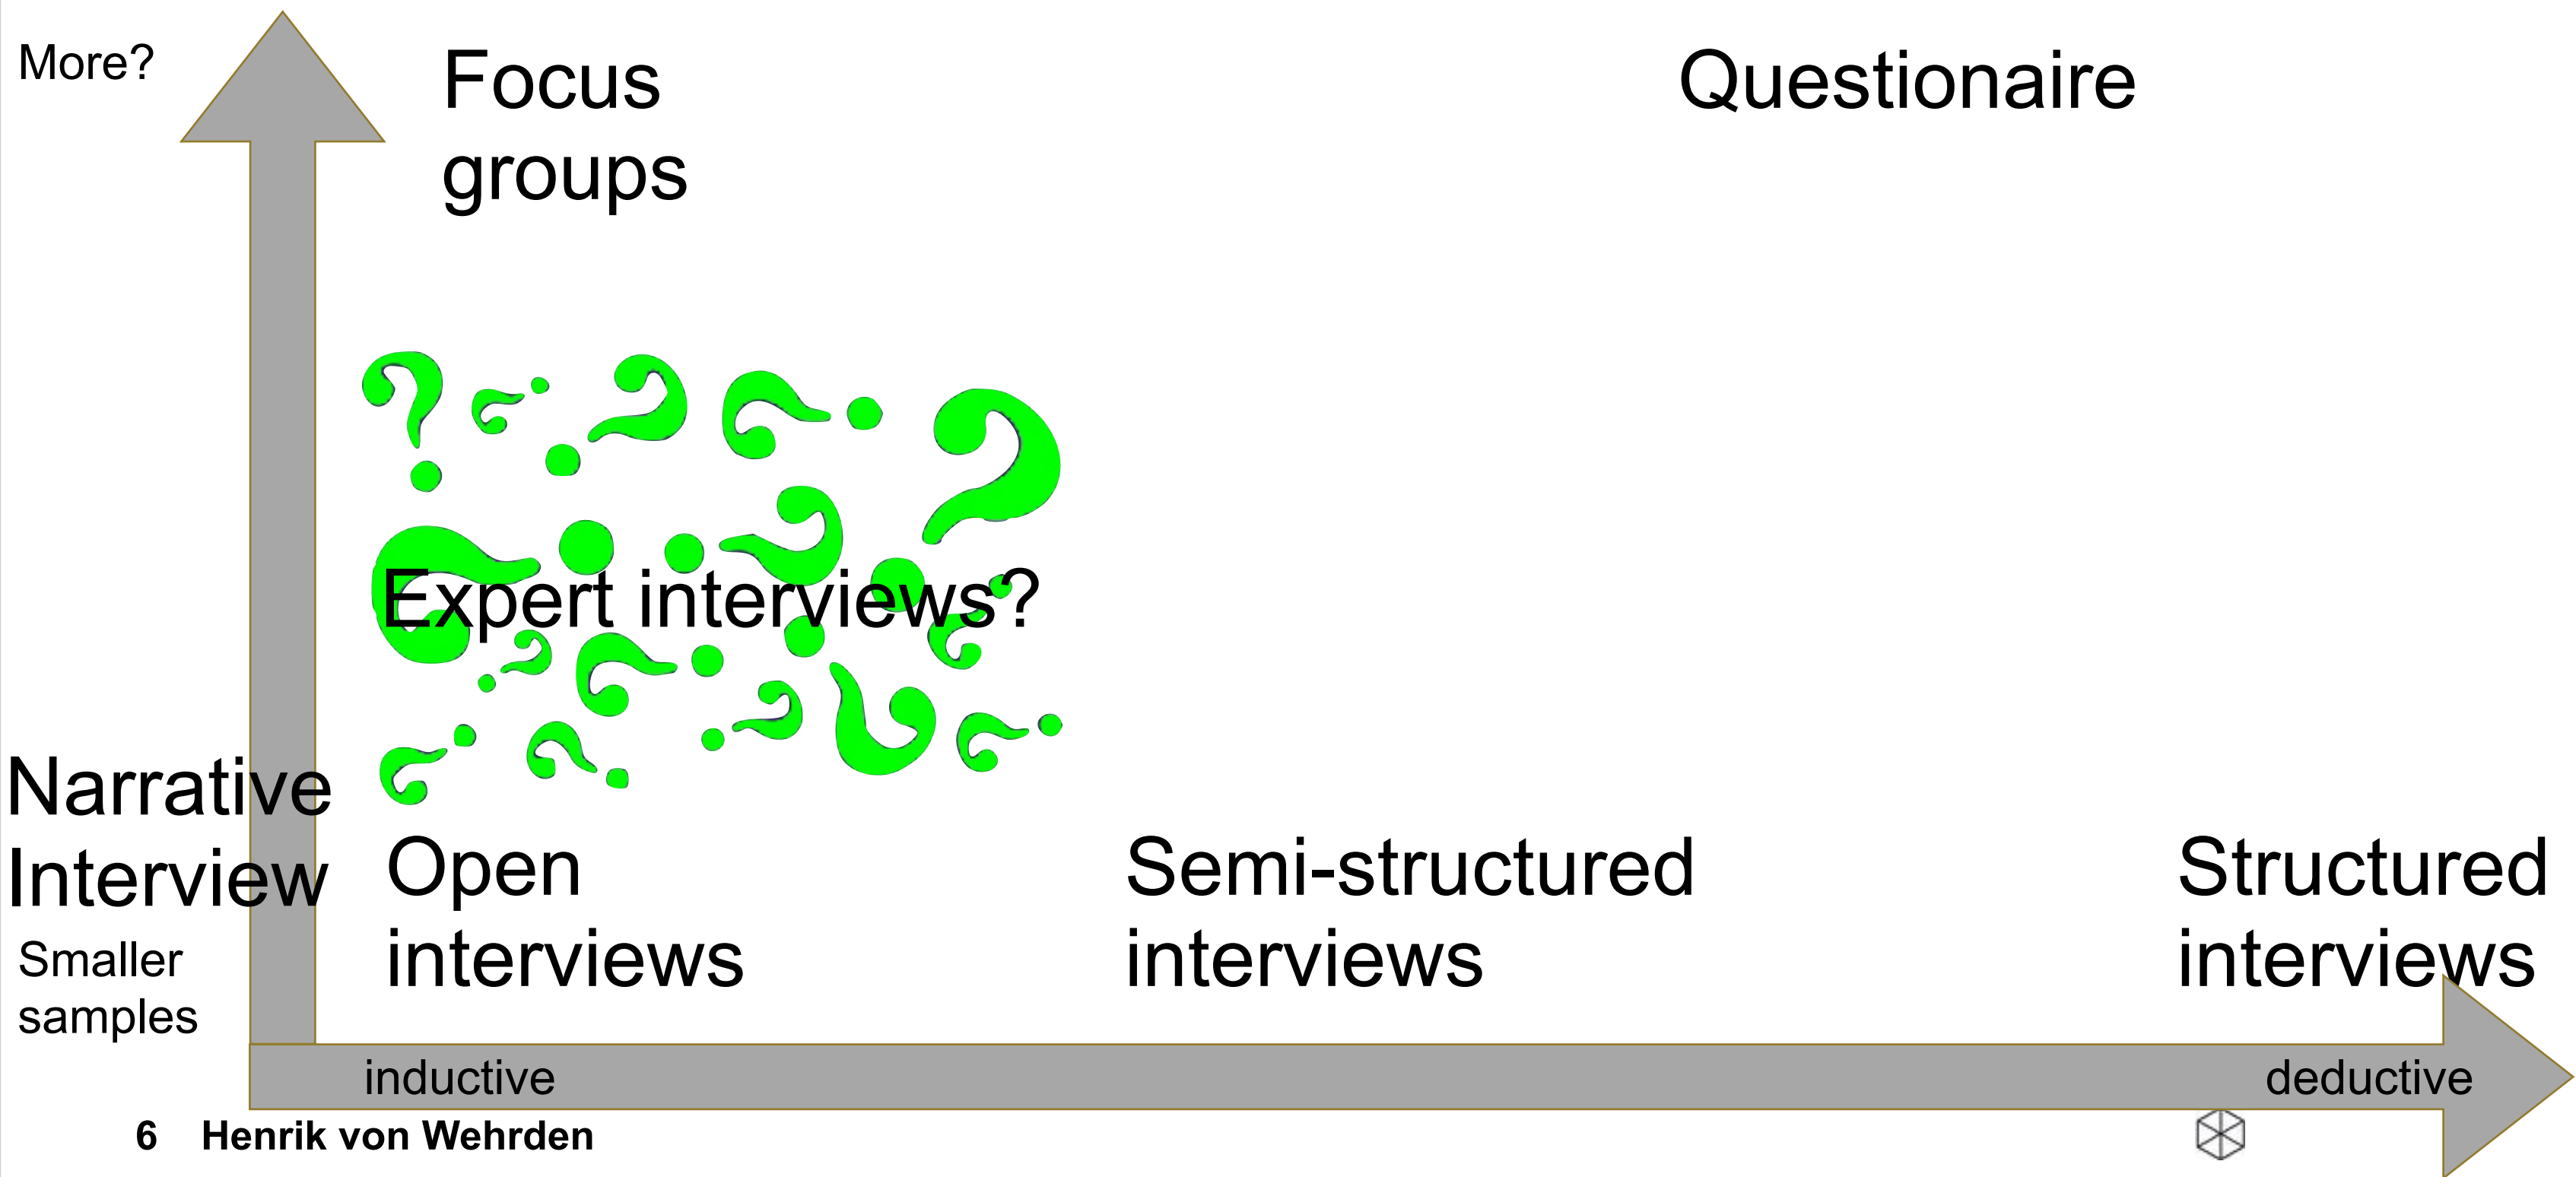 More?
Focus
groups
Questionaire
Expert interviews?
Narrative
Interview
Open
interviews
Semi-structured
interviews
Structured
interviews
Smaller
samples
inductive
deductive
6 Henrik von Wehrden